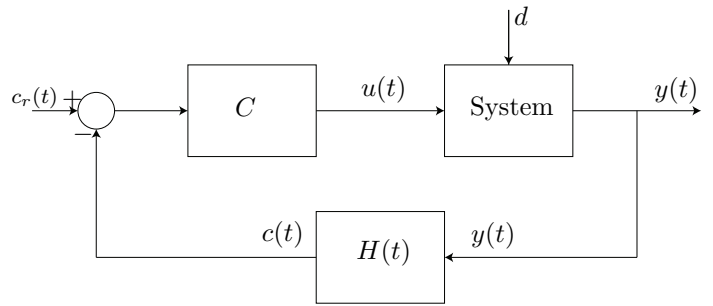 d
c_r(t)
+
C
u(t)
System
y(t)
−
c(t)
H(t)
y(t)